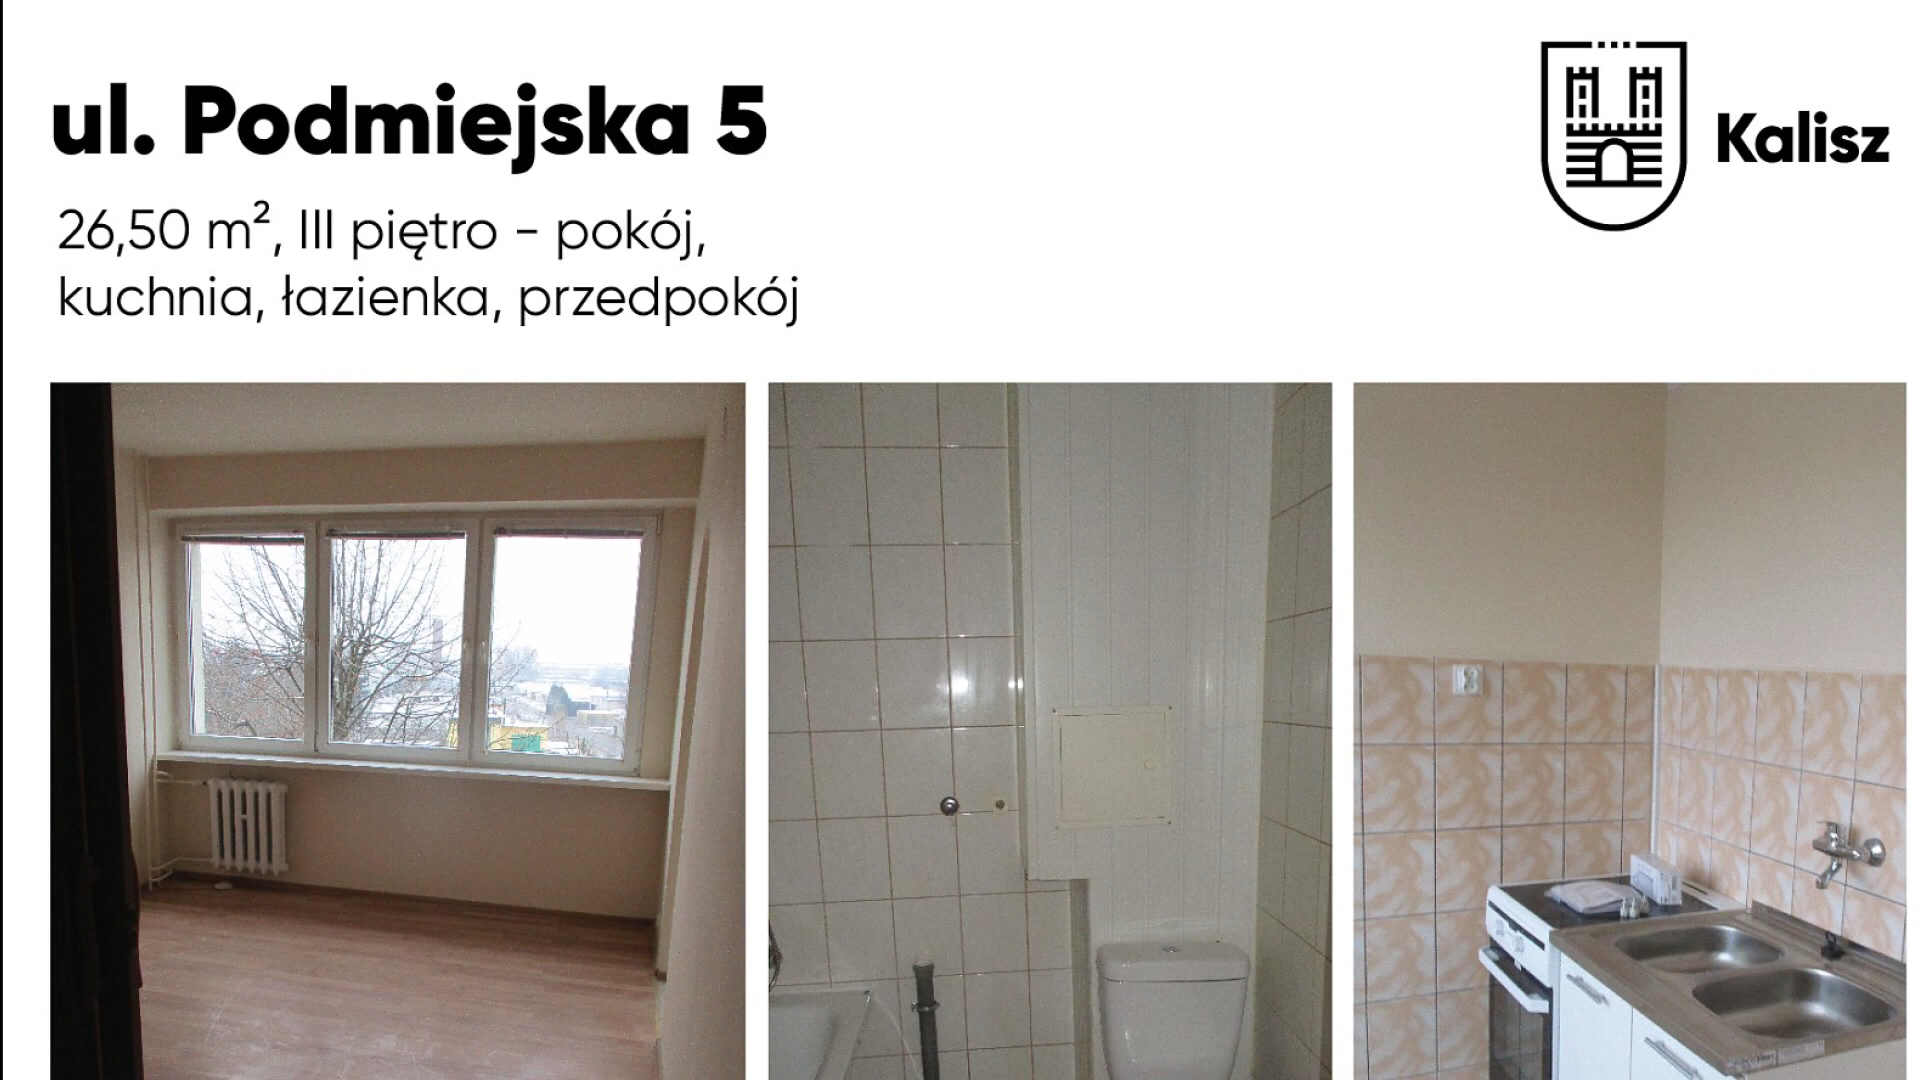 ul. Podmiejska 5
Kalisz
26,50 m², III piętro - pokój,
kuchnia, łazienka, przedpokój